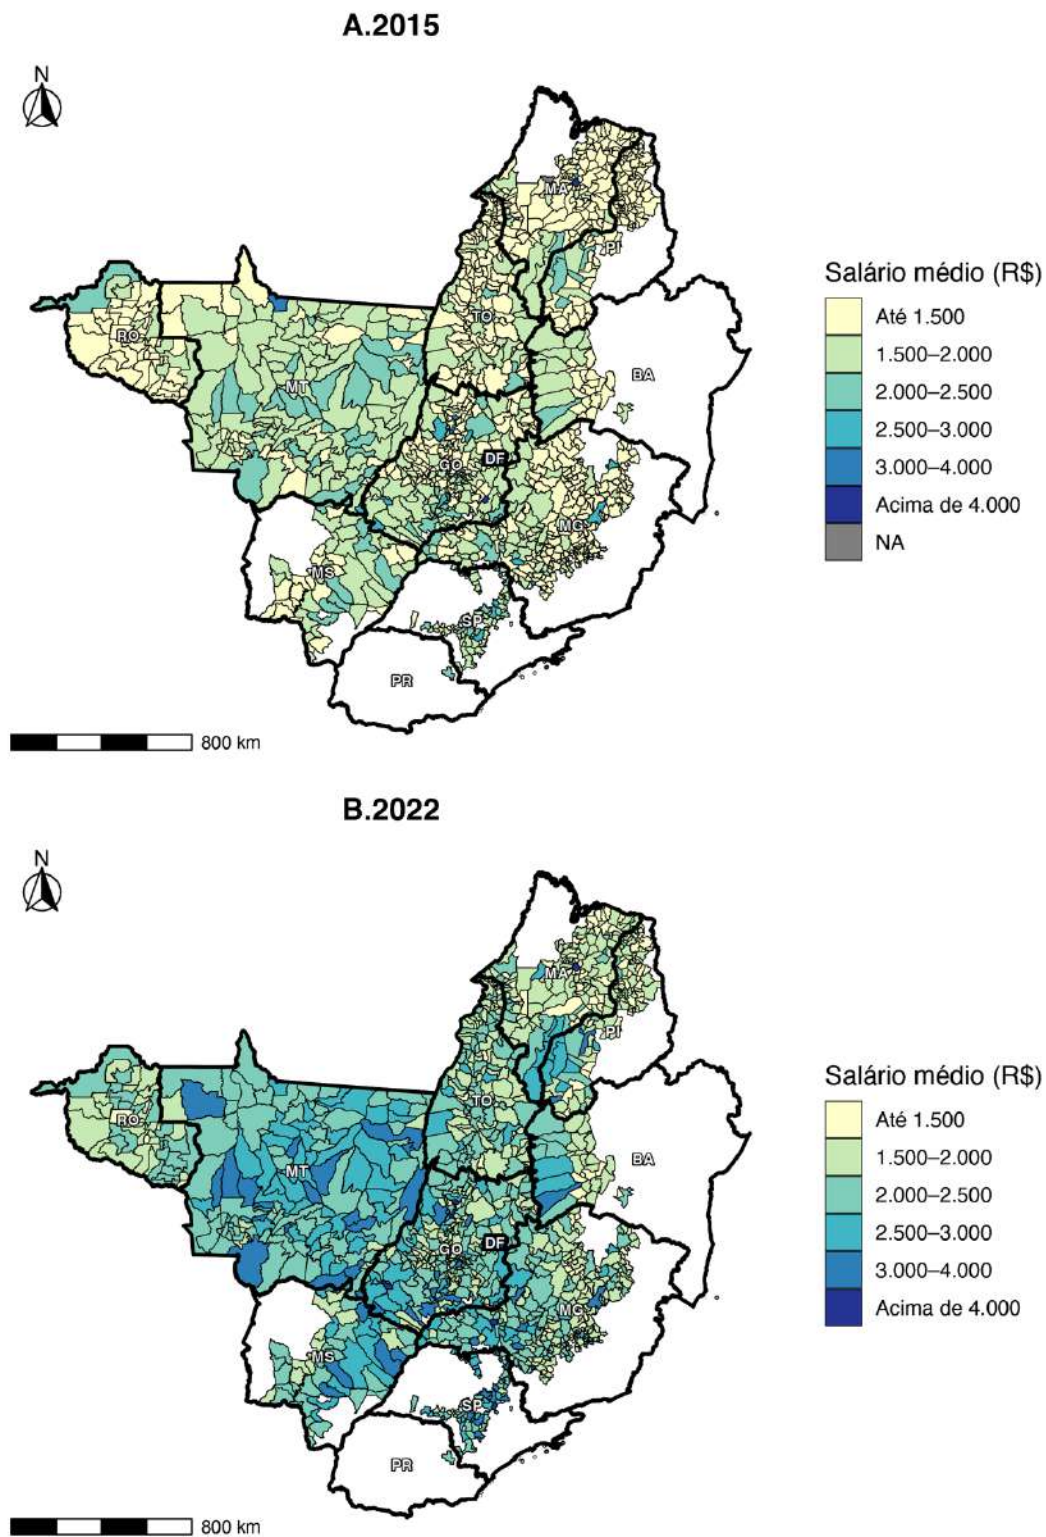 A.2015
N
MA
PI
TO
RO
BA
MT
DF
GO
MG
MS
SP
PR
800 km
Salário médio (R$)
Até 1.500
1.500–2.000
2.000–2.500
2.500–3.000
3.000–4.000
Acima de 4.000
NA
B.2022
N
MA
PI
TO
RO
BA
MT
DF
GO
MG
MS
SP
PR
800 km
Salário médio (R$)
Até 1.500
1.500–2.000
2.000–2.500
2.500–3.000
3.000–4.000
Acima de 4.000